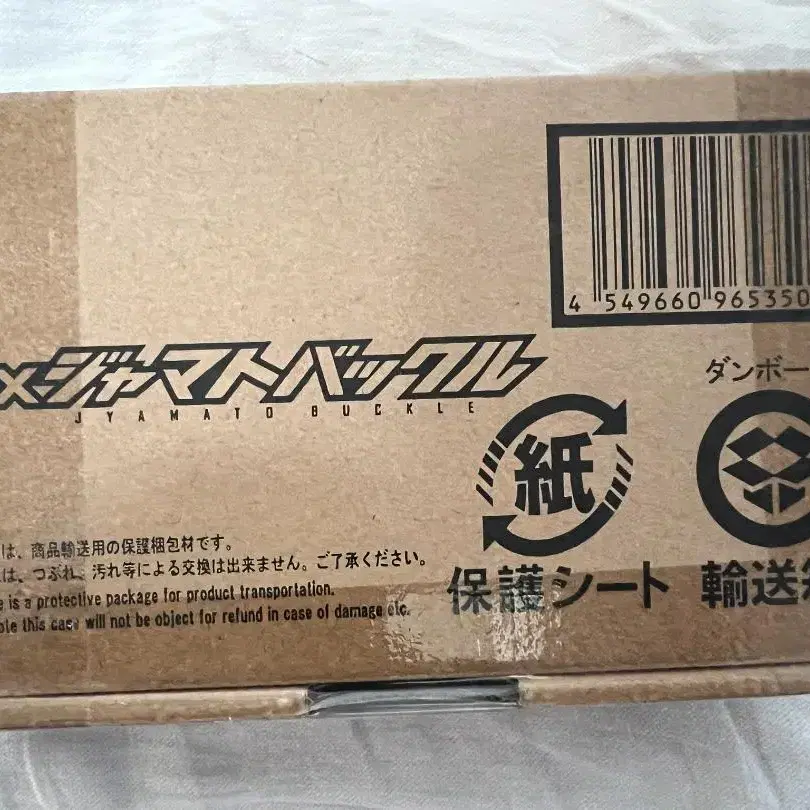 4 549660 965350
×ジャマトバックル
JYAMATO BUCKLE
ダンボー
紙
は、商品輸送用の保護梱包材です。
は、つぶれ、汚れ等による交換は出来ません。ご了承ください。
e is a protective package for product transportation.
this case will not be object for refund in case of damage etc.
保護シート
輸送